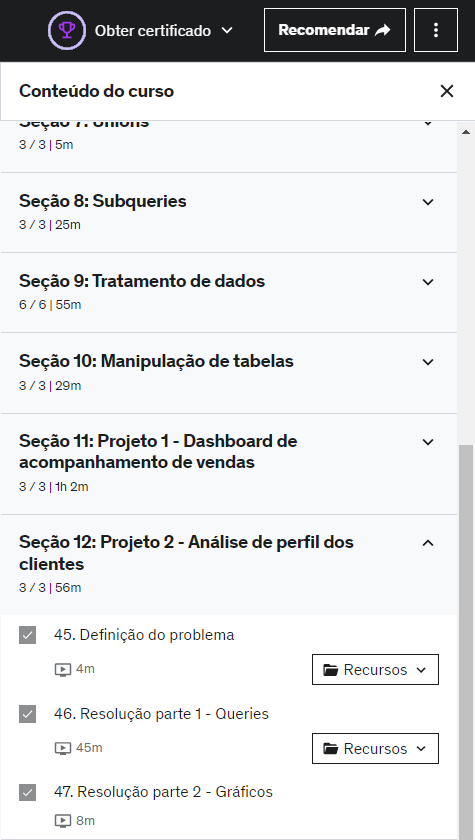 Obter certificado
Recomendar
Conteúdo do curso
Seção 7: Unions
3 / 3 | 5m
Seção 8: Subqueries
3 / 3 | 25m
Seção 9: Tratamento de dados
6 / 6 | 55m
Seção 10: Manipulação de tabelas
3 / 3 | 29m
Seção 11: Projeto 1 - Dashboard de
acompanhamento de vendas
3 / 3 | 1h 2m
Seção 12: Projeto 2 - Análise de perfil dos
clientes
3 / 3 | 56m
45. Definição do problema
4m
Recursos
46. Resolução parte 1 - Queries
45m
Recursos
47. Resolução parte 2 - Gráficos
8m